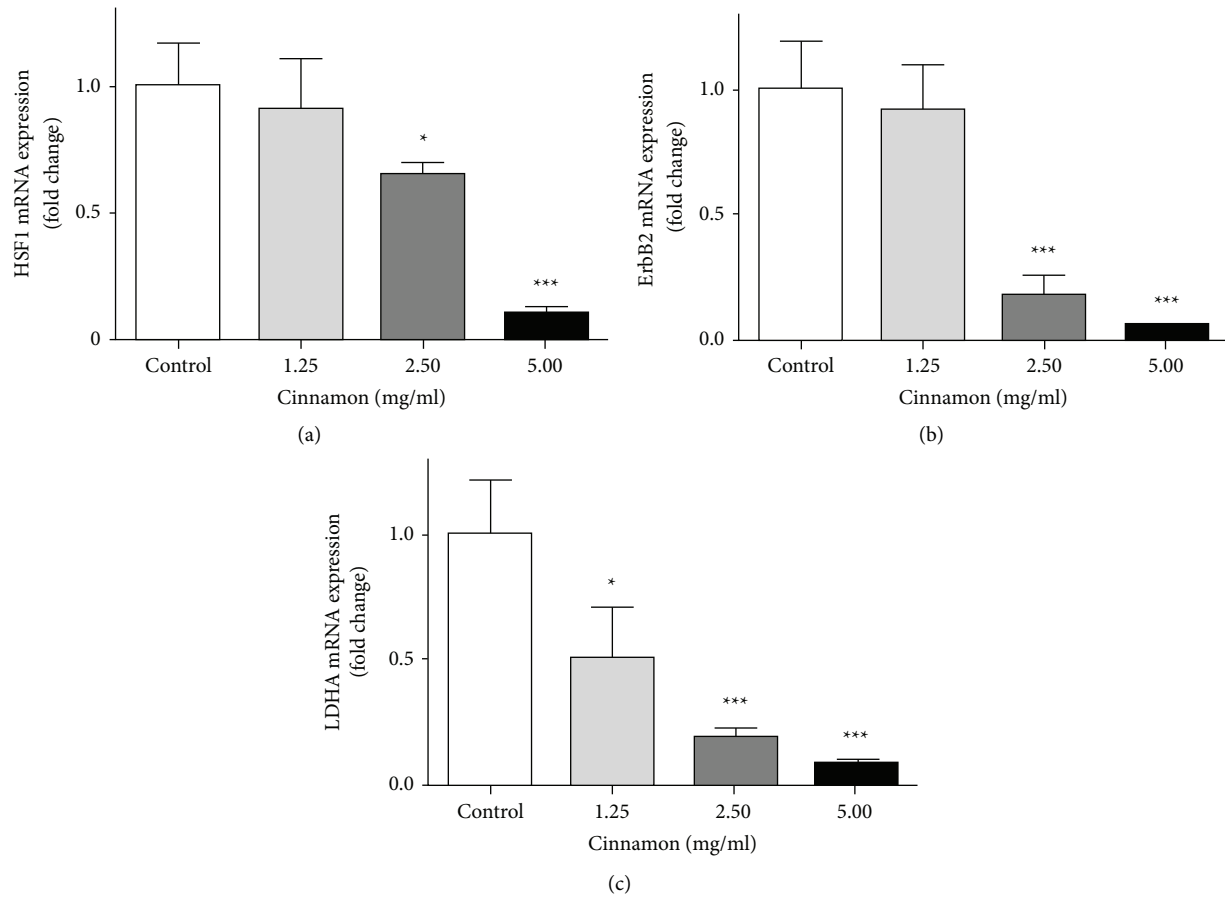 HSF1 mRNA expression
(fold change)
1.0
0.5
0
*
***
Control
1.25
2.50
5.00
Cinnamon (mg/ml)
(a)
ErbB2 mRNA expression
(fold change)
1.0
0.5
0.0
***
***
Control
1.25
2.50
5.00
Cinnamon (mg/ml)
(b)
LDHA mRNA expression
(fold change)
1.0
0.5
0.0
*
***
***
Control
1.25
2.50
5.00
Cinnamon (mg/ml)
(c)